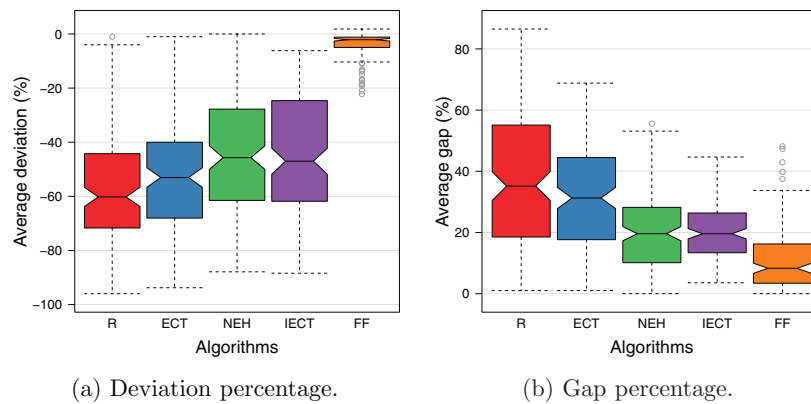 Average deviation (%)
0
−20
−40
−60
−80
−100
R ECT NEH IECT FF
Algorithms
(a) Deviation percentage.
Average gap (%)
80
60
40
20
0
R ECT NEH IECT FF
Algorithms
(b) Gap percentage.